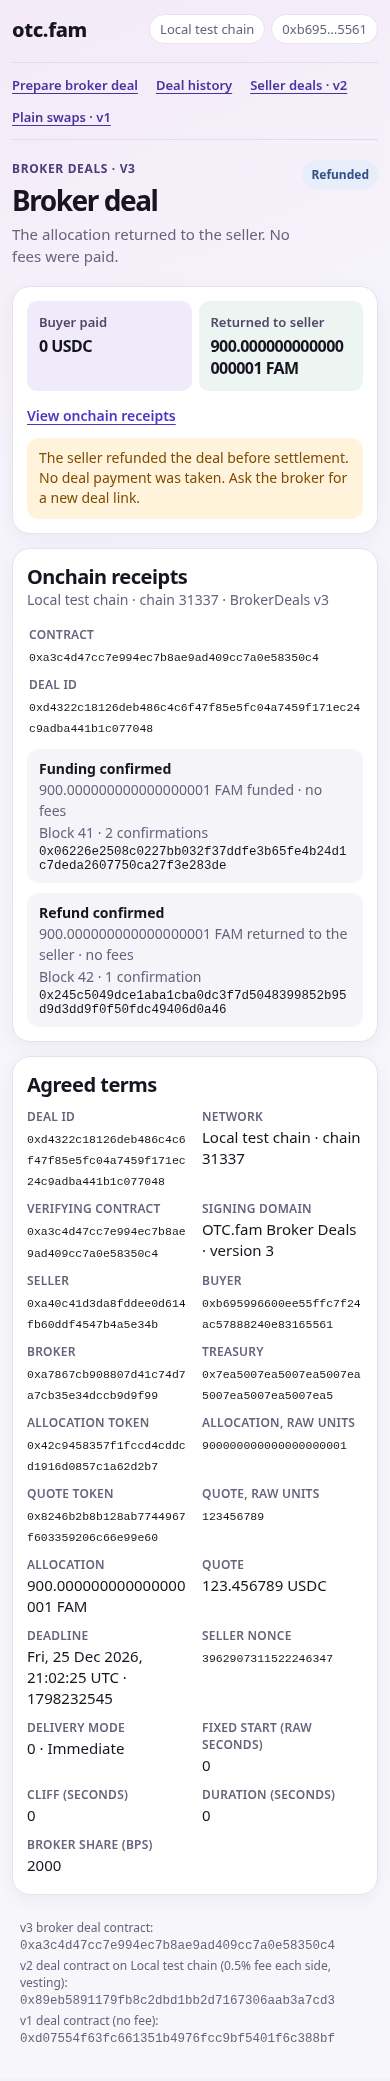 otc.fam
Local test chain
0xb695…5561
Prepare broker deal
Deal history
Seller deals · v2
Plain swaps · v1
BROKER DEALS · V3
Broker deal
Refunded
The allocation returned to the seller. No
fees were paid.
Buyer paid
0 USDC
Returned to seller
900.000000000000
000001 FAM
View onchain receipts
The seller refunded the deal before settlement.
No deal payment was taken. Ask the broker for
a new deal link.
Onchain receipts
Local test chain · chain 31337 · BrokerDeals v3
CONTRACT
0xa3c4d47cc7e994ec7b8ae9ad409cc7a0e58350c4
DEAL ID
0xd4322c18126deb486c4c6f47f85e5fc04a7459f171ec24
c9adba441b1c077048
Funding confirmed
900.000000000000000001 FAM funded · no
fees
Block 41 · 2 confirmations
0x06226e2508c0227bb032f37ddfe3b65fe4b24d1
c7deda2607750ca27f3e283de
Refund confirmed
900.000000000000000001 FAM returned to the
seller · no fees
Block 42 · 1 confirmation
0x245c5049dce1aba1cba0dc3f7d5048399852b95
d9d3dd9f0f50fdc49406d0a46
Agreed terms
DEAL ID
0xd4322c18126deb486c4c6
f47f85e5fc04a7459f171ec
24c9adba441b1c077048
NETWORK
Local test chain · chain
31337
VERIFYING CONTRACT
0xa3c4d47cc7e994ec7b8ae
9ad409cc7a0e58350c4
SIGNING DOMAIN
OTC.fam Broker Deals
· version 3
SELLER
0xa40c41d3da8fddee0d614
fb60ddf4547b4a5e34b
BUYER
0xb695996600ee55ffc7f24
ac57888240e83165561
BROKER
0xa7867cb908807d41c74d7
a7cb35e34dccb9d9f99
TREASURY
0x7ea5007ea5007ea5007ea
5007ea5007ea5007ea5
ALLOCATION TOKEN
0x42c9458357f1fccd4cddc
d1916d0857c1a62d2b7
ALLOCATION, RAW UNITS
900000000000000000001
QUOTE TOKEN
0x8246b2b8b128ab7744967
f603359206c66e99e60
QUOTE, RAW UNITS
123456789
ALLOCATION
900.000000000000000
001 FAM
QUOTE
123.456789 USDC
DEADLINE
Fri, 25 Dec 2026,
21:02:25 UTC ·
1798232545
SELLER NONCE
3962907311522246347
DELIVERY MODE
0 · Immediate
FIXED START (RAW
SECONDS)
0
CLIFF (SECONDS)
0
DURATION (SECONDS)
0
BROKER SHARE (BPS)
2000
v3 broker deal contract:
0xa3c4d47cc7e994ec7b8ae9ad409cc7a0e58350c4
v2 deal contract on Local test chain (0.5% fee each side,
vesting):
0x89eb5891179fb8c2dbd1bb2d7167306aab3a7cd3
v1 deal contract (no fee):
0xd07554f63fc661351b4976fcc9bf5401f6c388bf